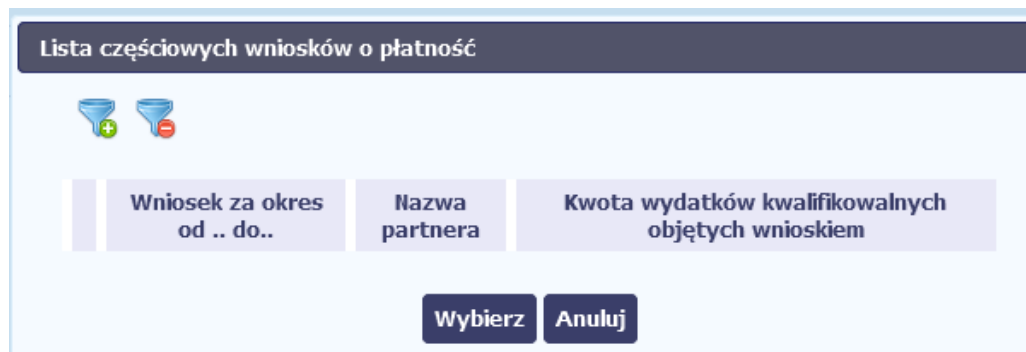 Lista częściowych wniosków o płatność
Wniosek za okres
od .. do..
Nazwa
partnera
Kwota wydatków kwalifikowalnych
objętych wnioskiem
Wybierz
Anuluj